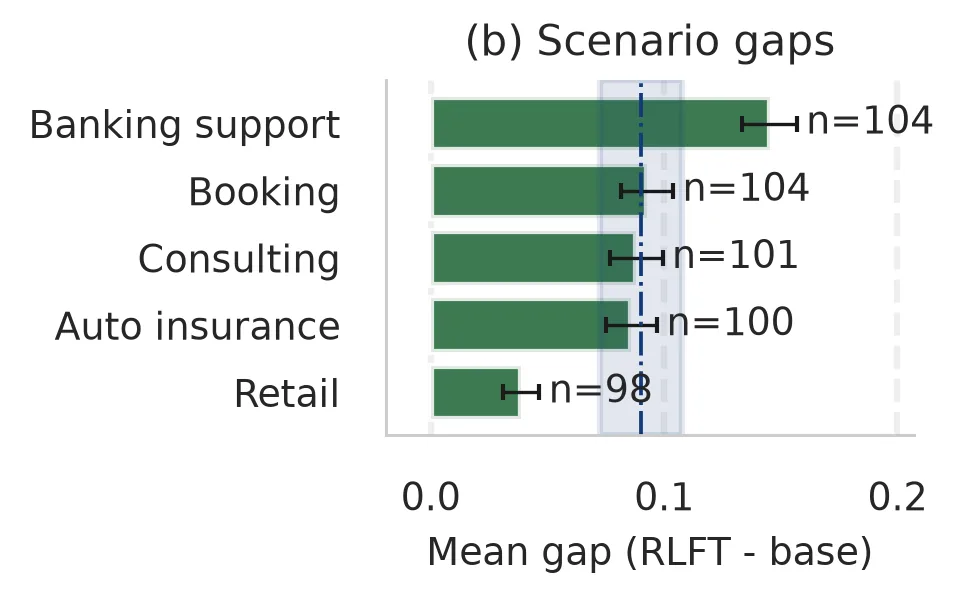 (b) Scenario gaps
Banking support
n=104
Booking
n=104
Consulting
n=101
Auto insurance
n=100
Retail
n=98
0.0 0.1 0.2
Mean gap (RLFT - base)